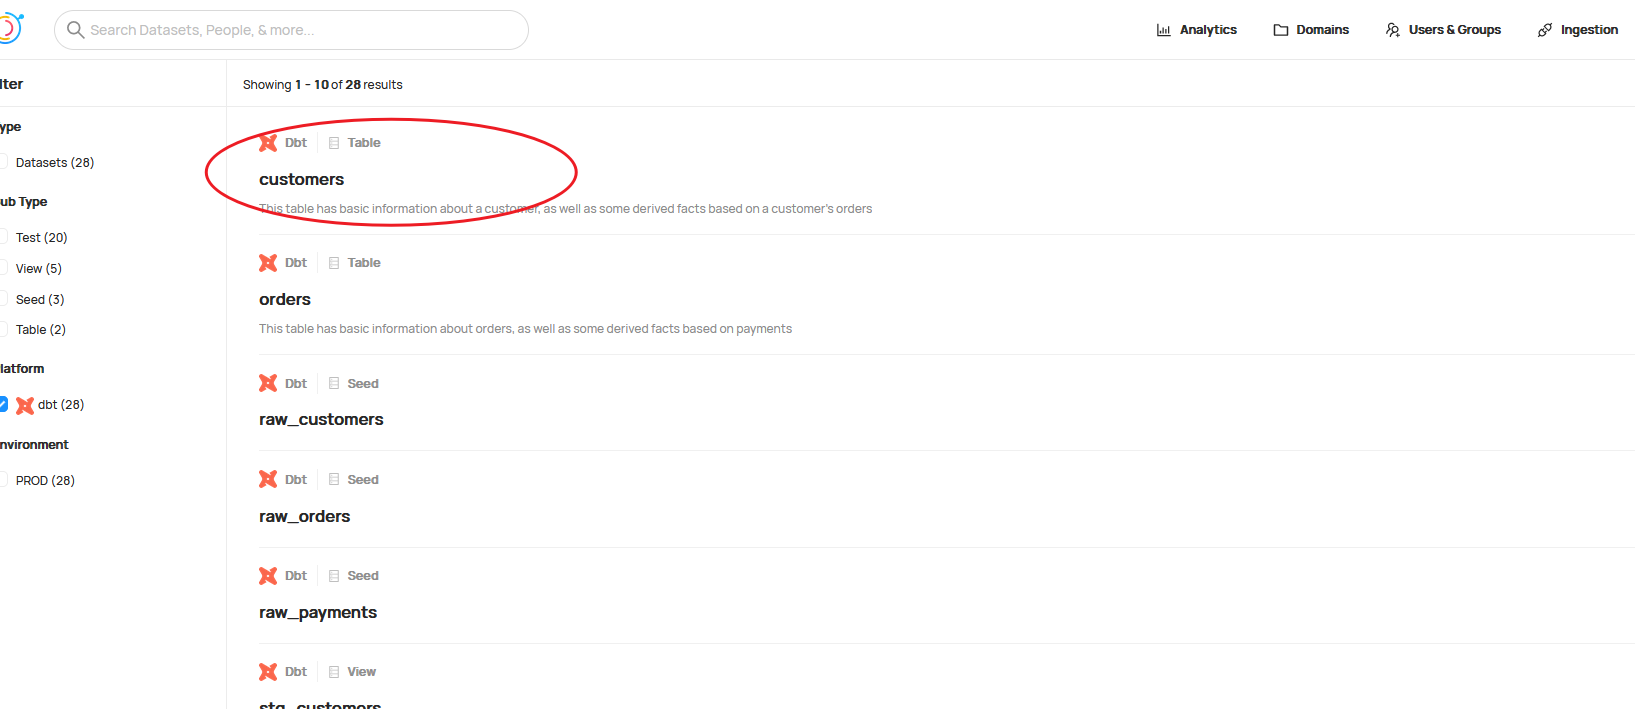 Search Datasets, People, & more...
Analytics
Domains
Users & Groups
Ingestion
lter
Showing 1 - 10 of 28 results
ype
Datasets (28)
ub Type
Test (20)
View (5)
Seed (3)
Table (2)
latform
dbt (28)
nvironment
PROD (28)
Dbt Table
customers
This table has basic information about a customer, as well as some derived facts based on a customer's orders
Dbt Table
orders
This table has basic information about orders, as well as some derived facts based on payments
Dbt Seed
raw_customers
Dbt Seed
raw_orders
Dbt Seed
raw_payments
Dbt View
stg_customers